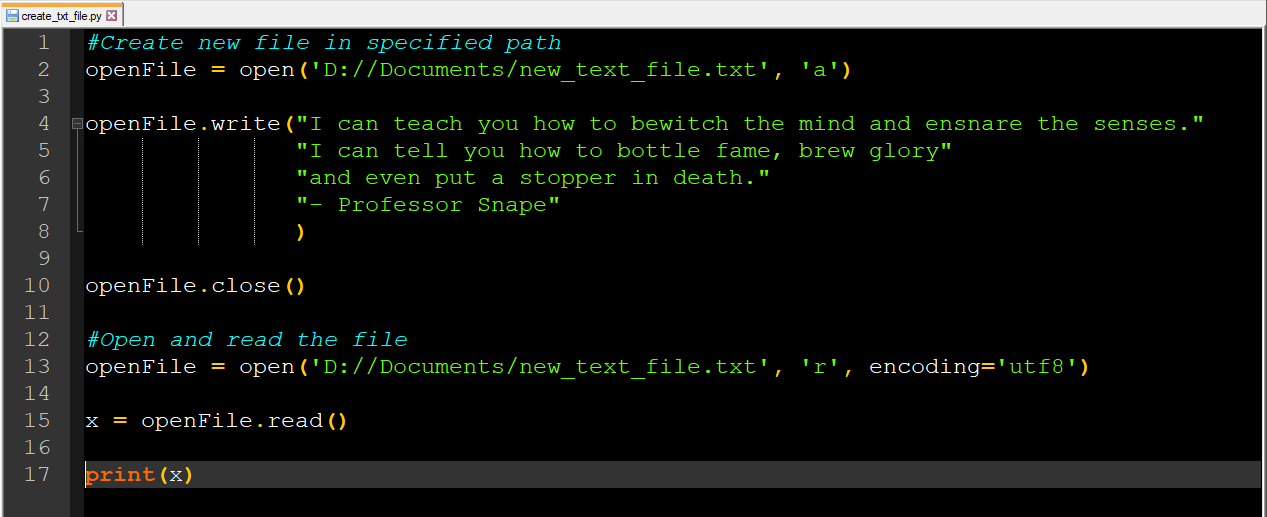 create_txt_file.py
1 #Create new file in specified path
2 openFile = open('D://Documents/new_text_file.txt', 'a')
3
4 openFile.write("I can teach you how to bewitch the mind and ensnare the senses."
5 "I can tell you how to bottle fame, brew glory"
6 "and even put a stopper in death."
7 "- Professor Snape"
8 )
9
10 openFile.close()
11
12 #Open and read the file
13 openFile = open('D://Documents/new_text_file.txt', 'r', encoding='utf8')
14
15 x = openFile.read()
16
17 print(x)